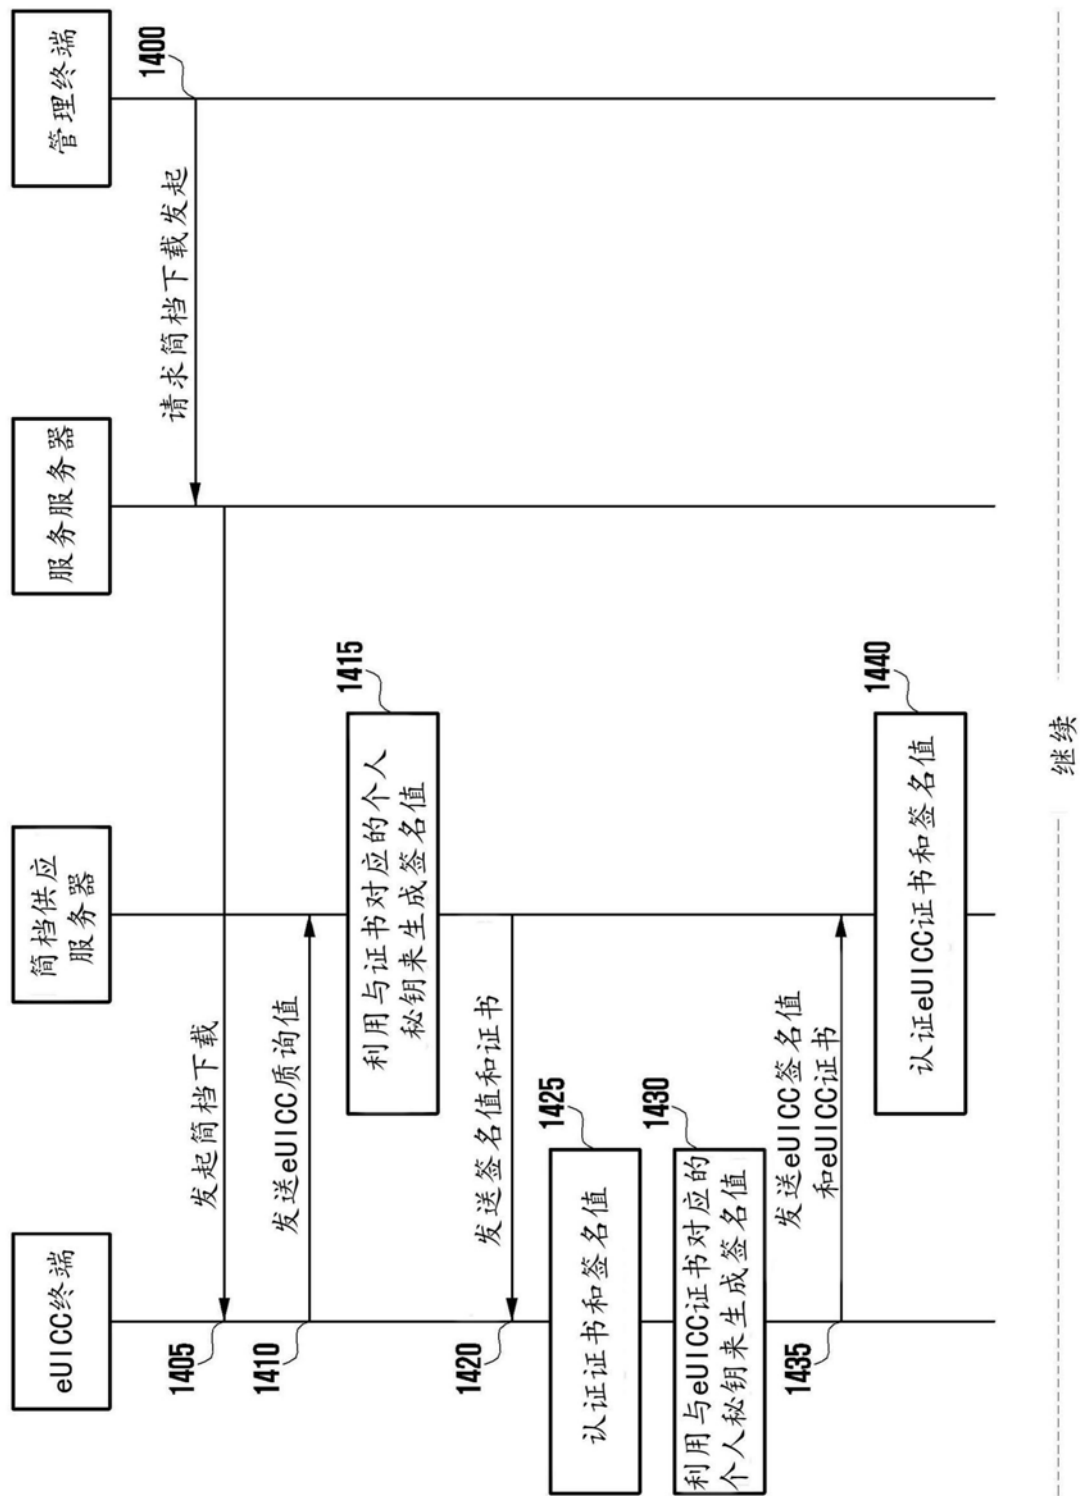 eUICC终端
简档供应
服务器
服务服务器
管理终端
1400
请求简档下载发起
发起简档下载
1405
发送eUICC质询值
1410
1415
利用与证书对应的个人
秘钥来生成签名值
发送签名值和证书
1420
1425
认证证书和签名值
1430
利用与eUICC证书对应的
个人秘钥来生成签名值
发送eUICC签名值
和eUICC证书
1435
1440
认证eUICC证书和签名值
继续